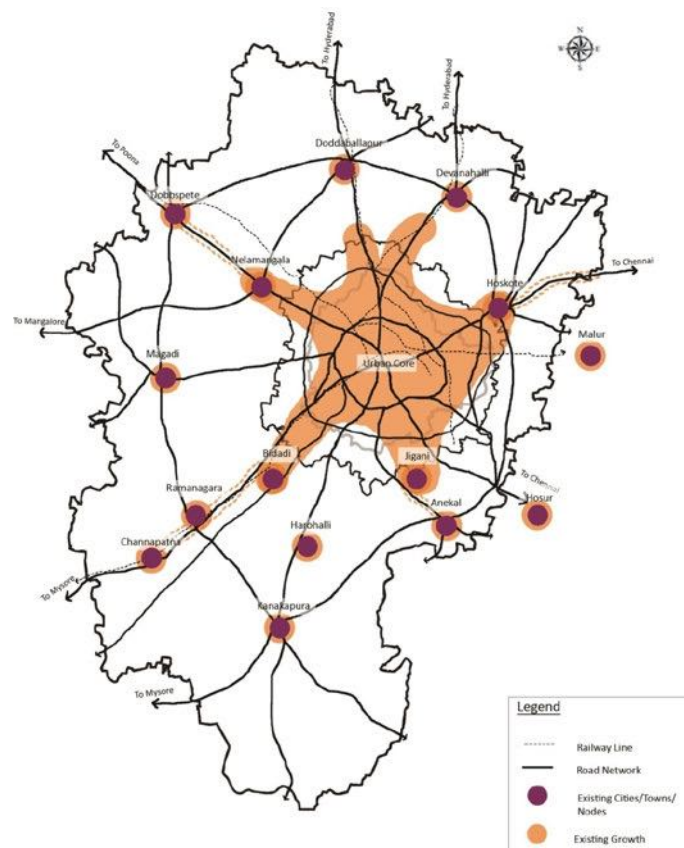 N
W
E
S
To Hyderabad
To Hyderabad
To Poona
Doddaballapur
Devanahalli
Dobbspete
Nelamangala
To Chennai
Hoskote
To Mangalore
Malur
Magadi
Urban Core
Bidadi
Jigani
To Chennai
Ramanagara
Hosur
Anekal
Channapatna
Harohalli
To Mysore
Kanakapura
To Mysore
Legend
Railway Line
Road Network
Existing Cities/Towns/
Nodes
Existing Growth